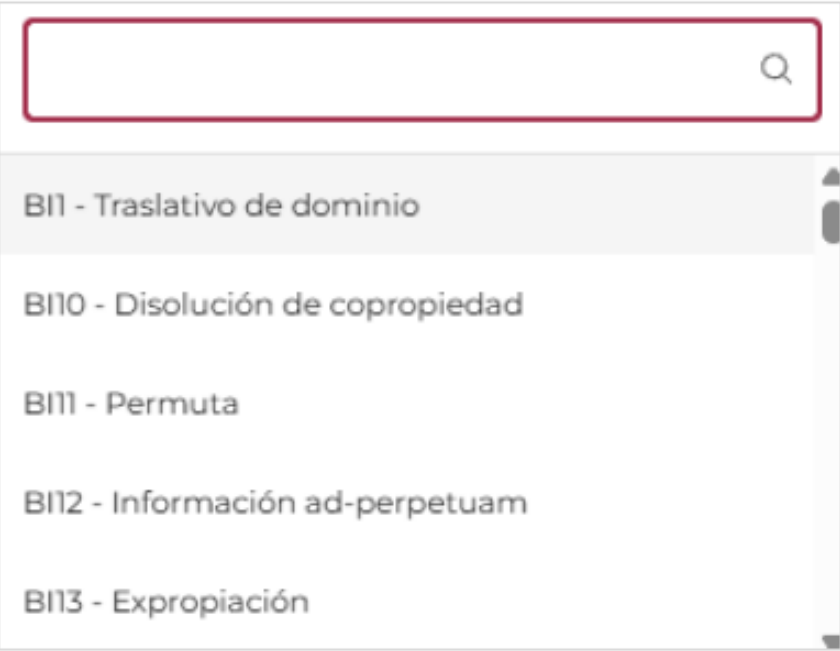 BI1 - Traslativo de dominio
BI10 - Disolución de copropiedad
BI11 - Permuta
BI12 - Información ad-perpetuam
BI13 - Expropiación